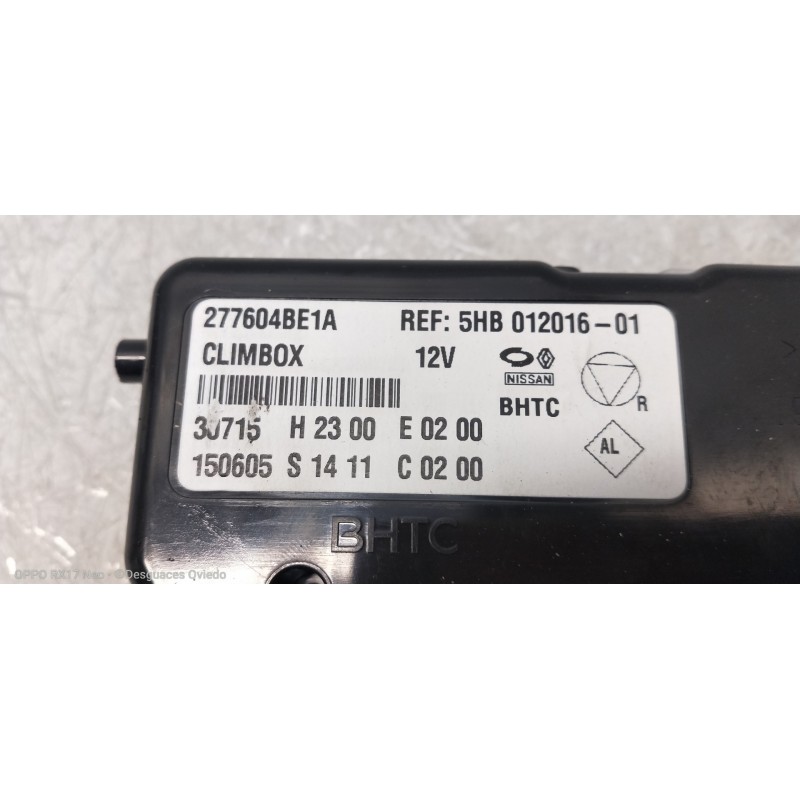 277604BE1A REF: 5HB 012016-01
CLIMBOX 12V
NISSAN
BHTC
R
30715 H 23 00 E 02 00
AL
150605 S 14 11 C 02 00
BHTC
OPPO RX17 Neo · ©Desguaces Oviedo